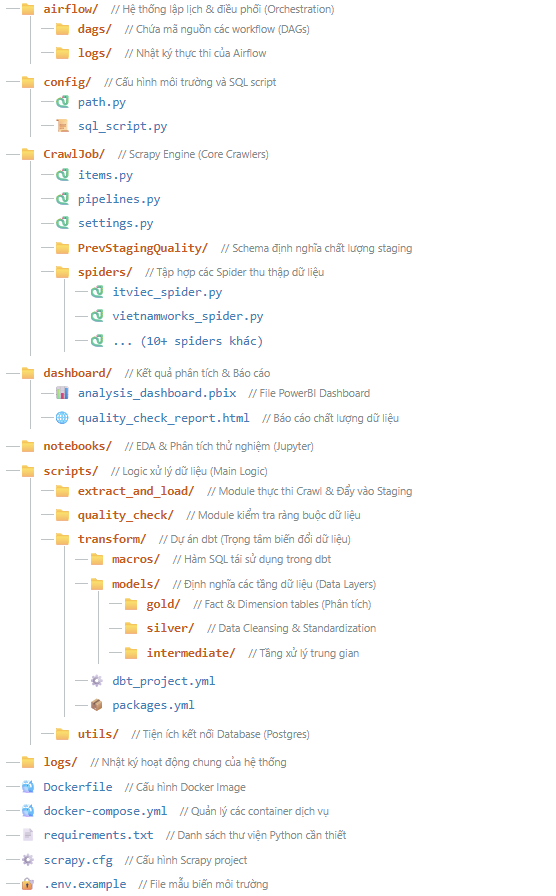 airflow/ // Hệ thống lập lịch & điều phối (Orchestration)
dags/ // Chứa mã nguồn các workflow (DAGs)
logs/ // Nhật ký thực thi của Airflow
config/ // Cấu hình môi trường và SQL script
path.py
sql_script.py
CrawlJob/ // Scrapy Engine (Core Crawlers)
items.py
pipelines.py
settings.py
PrevStagingQuality/ // Schema định nghĩa chất lượng staging
spiders/ // Tập hợp các Spider thu thập dữ liệu
itviec_spider.py
vietnamworks_spider.py
... (10+ spiders khác)
dashboard/ // Kết quả phân tích & Báo cáo
analysis_dashboard.pbix // File PowerBI Dashboard
quality_check_report.html // Báo cáo chất lượng dữ liệu
notebooks/ // EDA & Phân tích thử nghiệm (Jupyter)
scripts/ // Logic xử lý dữ liệu (Main Logic)
extract_and_load/ // Module thực thi Crawl & Đẩy vào Staging
quality_check/ // Module kiểm tra ràng buộc dữ liệu
transform/ // Dự án dbt (Trọng tâm biến đổi dữ liệu)
macros/ // Hàm SQL tái sử dụng trong dbt
models/ // Định nghĩa các tầng dữ liệu (Data Layers)
gold/ // Fact & Dimension tables (Phân tích)
silver/ // Data Cleansing & Standardization
intermediate/ // Tầng xử lý trung gian
dbt_project.yml
packages.yml
utils/ // Tiện ích kết nối Database (Postgres)
logs/ // Nhật ký hoạt động chung của hệ thống
Dockerfile // Cấu hình Docker Image
docker-compose.yml // Quản lý các container dịch vụ
requirements.txt // Danh sách thư viện Python cần thiết
scrapy.cfg // Cấu hình Scrapy project
.env.example // File mẫu biến môi trường